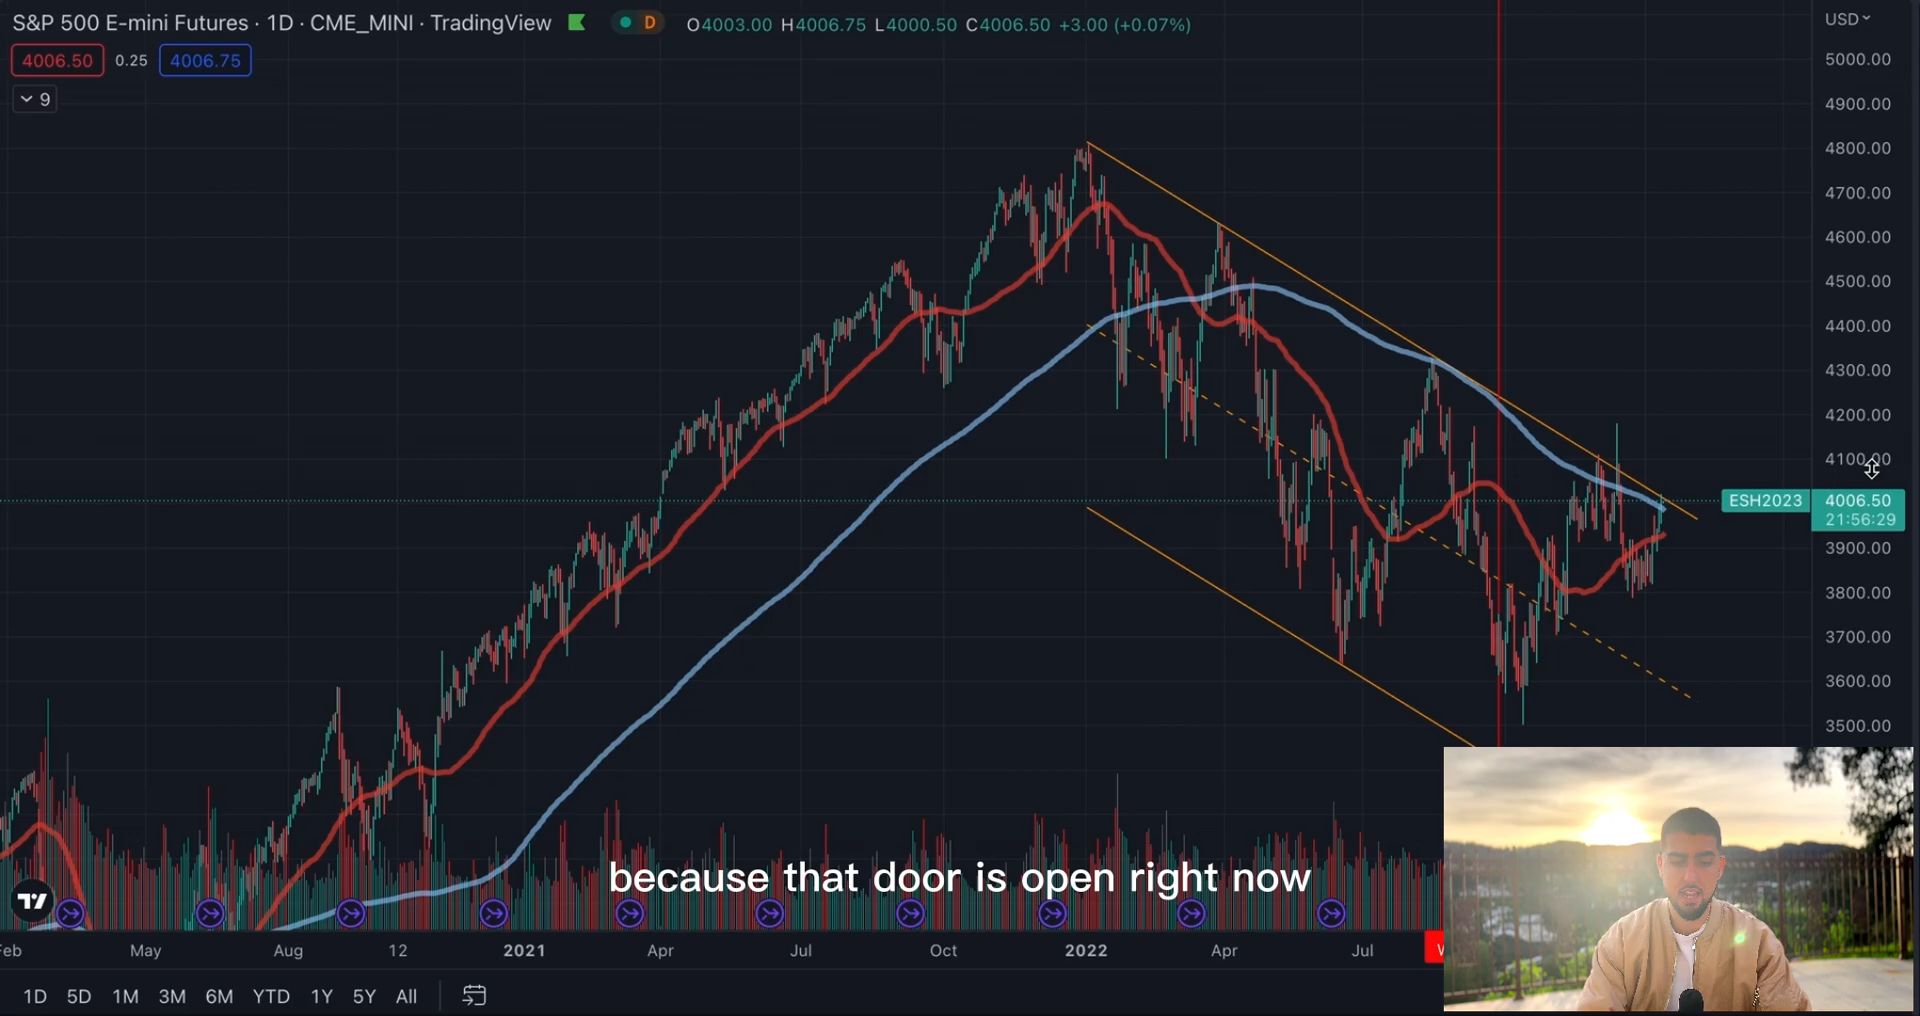 S&P 500 E-mini Futures · 1D · CME_MINI · TradingView D O4003.00 H4006.75 L4000.50 C4006.50 +3.00 (+0.07%)
USD
4006.50 0.25 4006.75
9
5000.00
4900.00
4800.00
4700.00
4600.00
4500.00
4400.00
4300.00
4200.00
4100.00
ESH2023 4006.50
21:56:29
3900.00
3800.00
3700.00
3600.00
3500.00
because that door is open right now
Feb May Aug 12 2021 Apr Jul Oct 2022 Apr Jul
1D 5D 1M 3M 6M YTD 1Y 5Y All